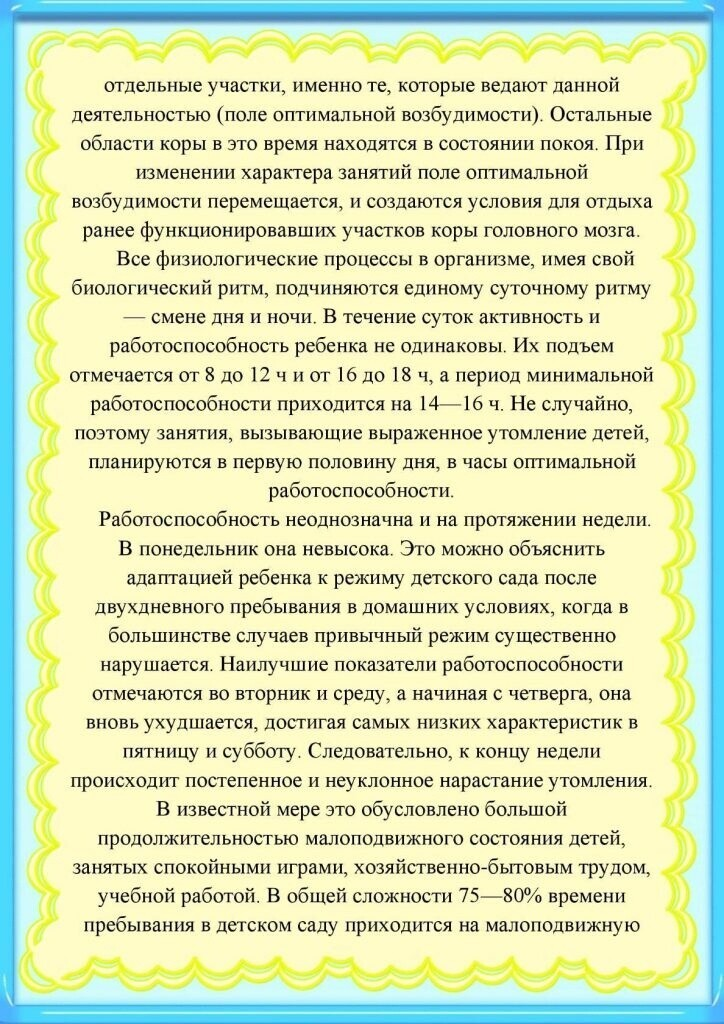 отдельные участки, именно те, которые ведают данной
деятельностью (поле оптимальной возбудимости). Остальные
области коры в это время находятся в состоянии покоя. При
изменении характера занятий поле оптимальной
возбудимости перемещается, и создаются условия для отдыха
ранее функционировавших участков коры головного мозга.
Все физиологические процессы в организме, имея свой
биологический ритм, подчиняются единому суточному ритму
— смене дня и ночи. В течение суток активность и
работоспособность ребенка не одинаковы. Их подъем
отмечается от 8 до 12 ч и от 16 до 18 ч, а период минимальной
работоспособности приходится на 14—16 ч. Не случайно,
поэтому занятия, вызывающие выраженное утомление детей,
планируются в первую половину дня, в часы оптимальной
работоспособности.
Работоспособность неоднозначна и на протяжении недели.
В понедельник она невысока. Это можно объяснить
адаптацией ребенка к режиму детского сада после
двухдневного пребывания в домашних условиях, когда в
большинстве случаев привычный режим существенно
нарушается. Наилучшие показатели работоспособности
отмечаются во вторник и среду, а начиная с четверга, она
вновь ухудшается, достигая самых низких характеристик в
пятницу и субботу. Следовательно, к концу недели
происходит постепенное и неуклонное нарастание утомления.
В известной мере это обусловлено большой
продолжительностью малоподвижного состояния детей,
занятых спокойными играми, хозяйственно-бытовым трудом,
учебной работой. В общей сложности 75—80% времени
пребывания в детском саду приходится на малоподвижную